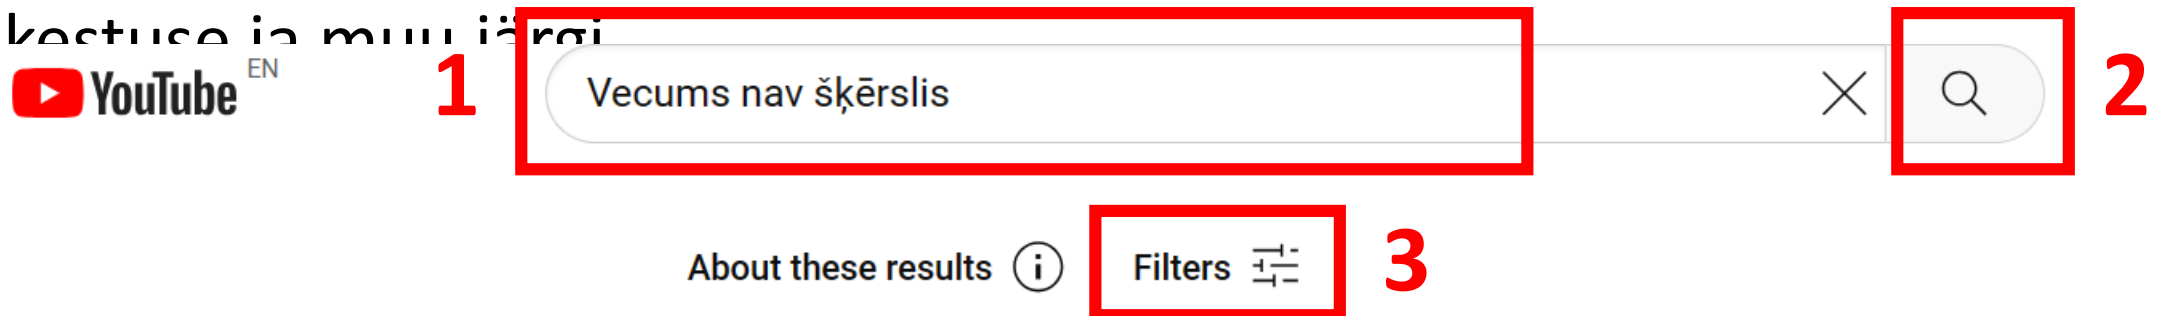 kestuse ja muu järgi
YouTube EN
1
Vecums nav šķērslis
2
About these results
Filters
3